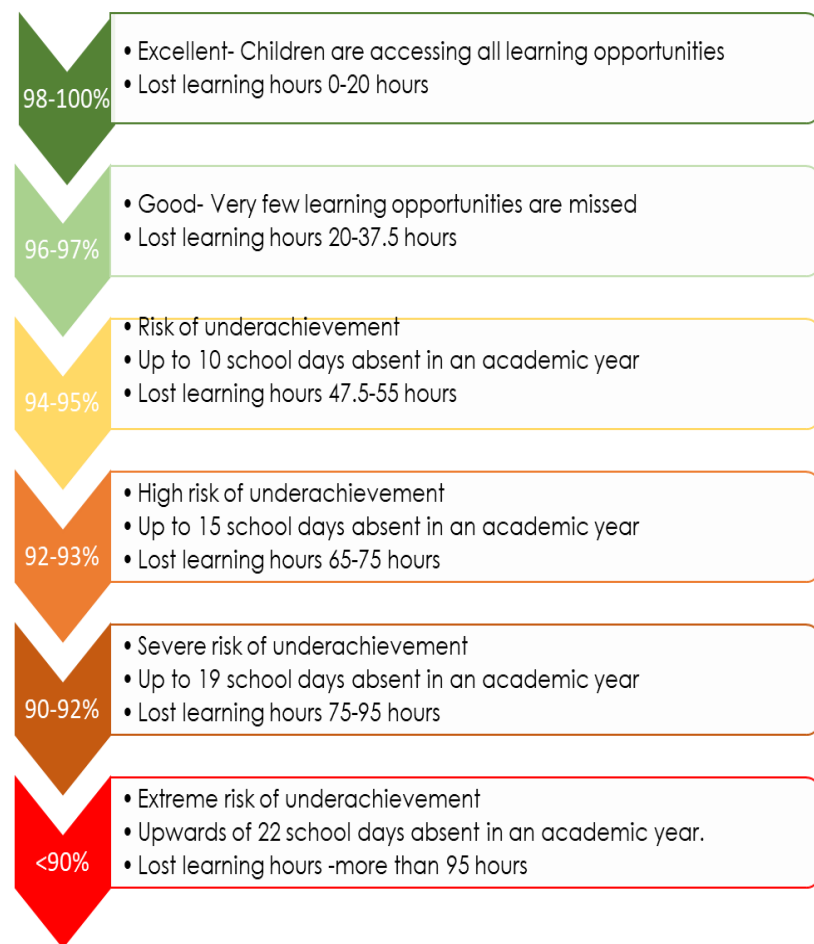 98-100%
• Excellent- Children are accessing all learning opportunities
• Lost learning hours 0-20 hours
96-97%
• Good- Very few learning opportunities are missed
• Lost learning hours 20-37.5 hours
94-95%
• Risk of underachievement
• Up to 10 school days absent in an academic year
• Lost learning hours 47.5-55 hours
92-93%
• High risk of underachievement
• Up to 15 school days absent in an academic year
• Lost learning hours 65-75 hours
90-92%
• Severe risk of underachievement
• Up to 19 school days absent in an academic year
• Lost learning hours 75-95 hours
<90%
• Extreme risk of underachievement
• Upwards of 22 school days absent in an academic year.
• Lost learning hours -more than 95 hours